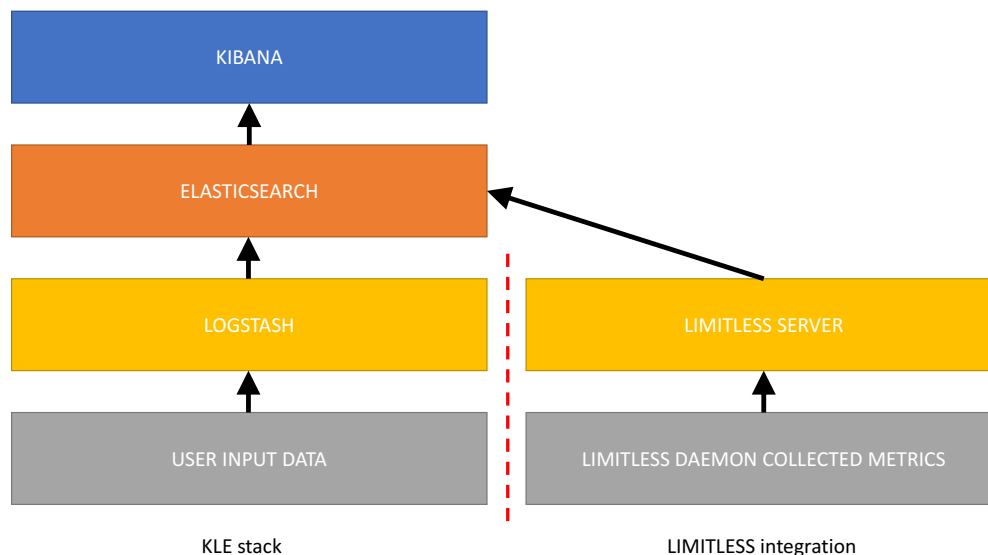 KIBANA
ELASTICSEARCH
LOGSTASH
LIMITLESS SERVER
USER INPUT DATA
LIMITLESS DAEMON COLLECTED METRICS
KLE stack
LIMITLESS integration